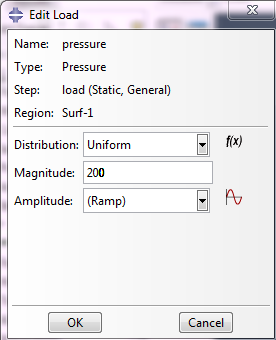 Edit Load
Name: pressure
Type: Pressure
Step: load (Static, General)
Region: Surf-1
Distribution: Uniform f(x)
Magnitude: 200
Amplitude: (Ramp)
OK Cancel